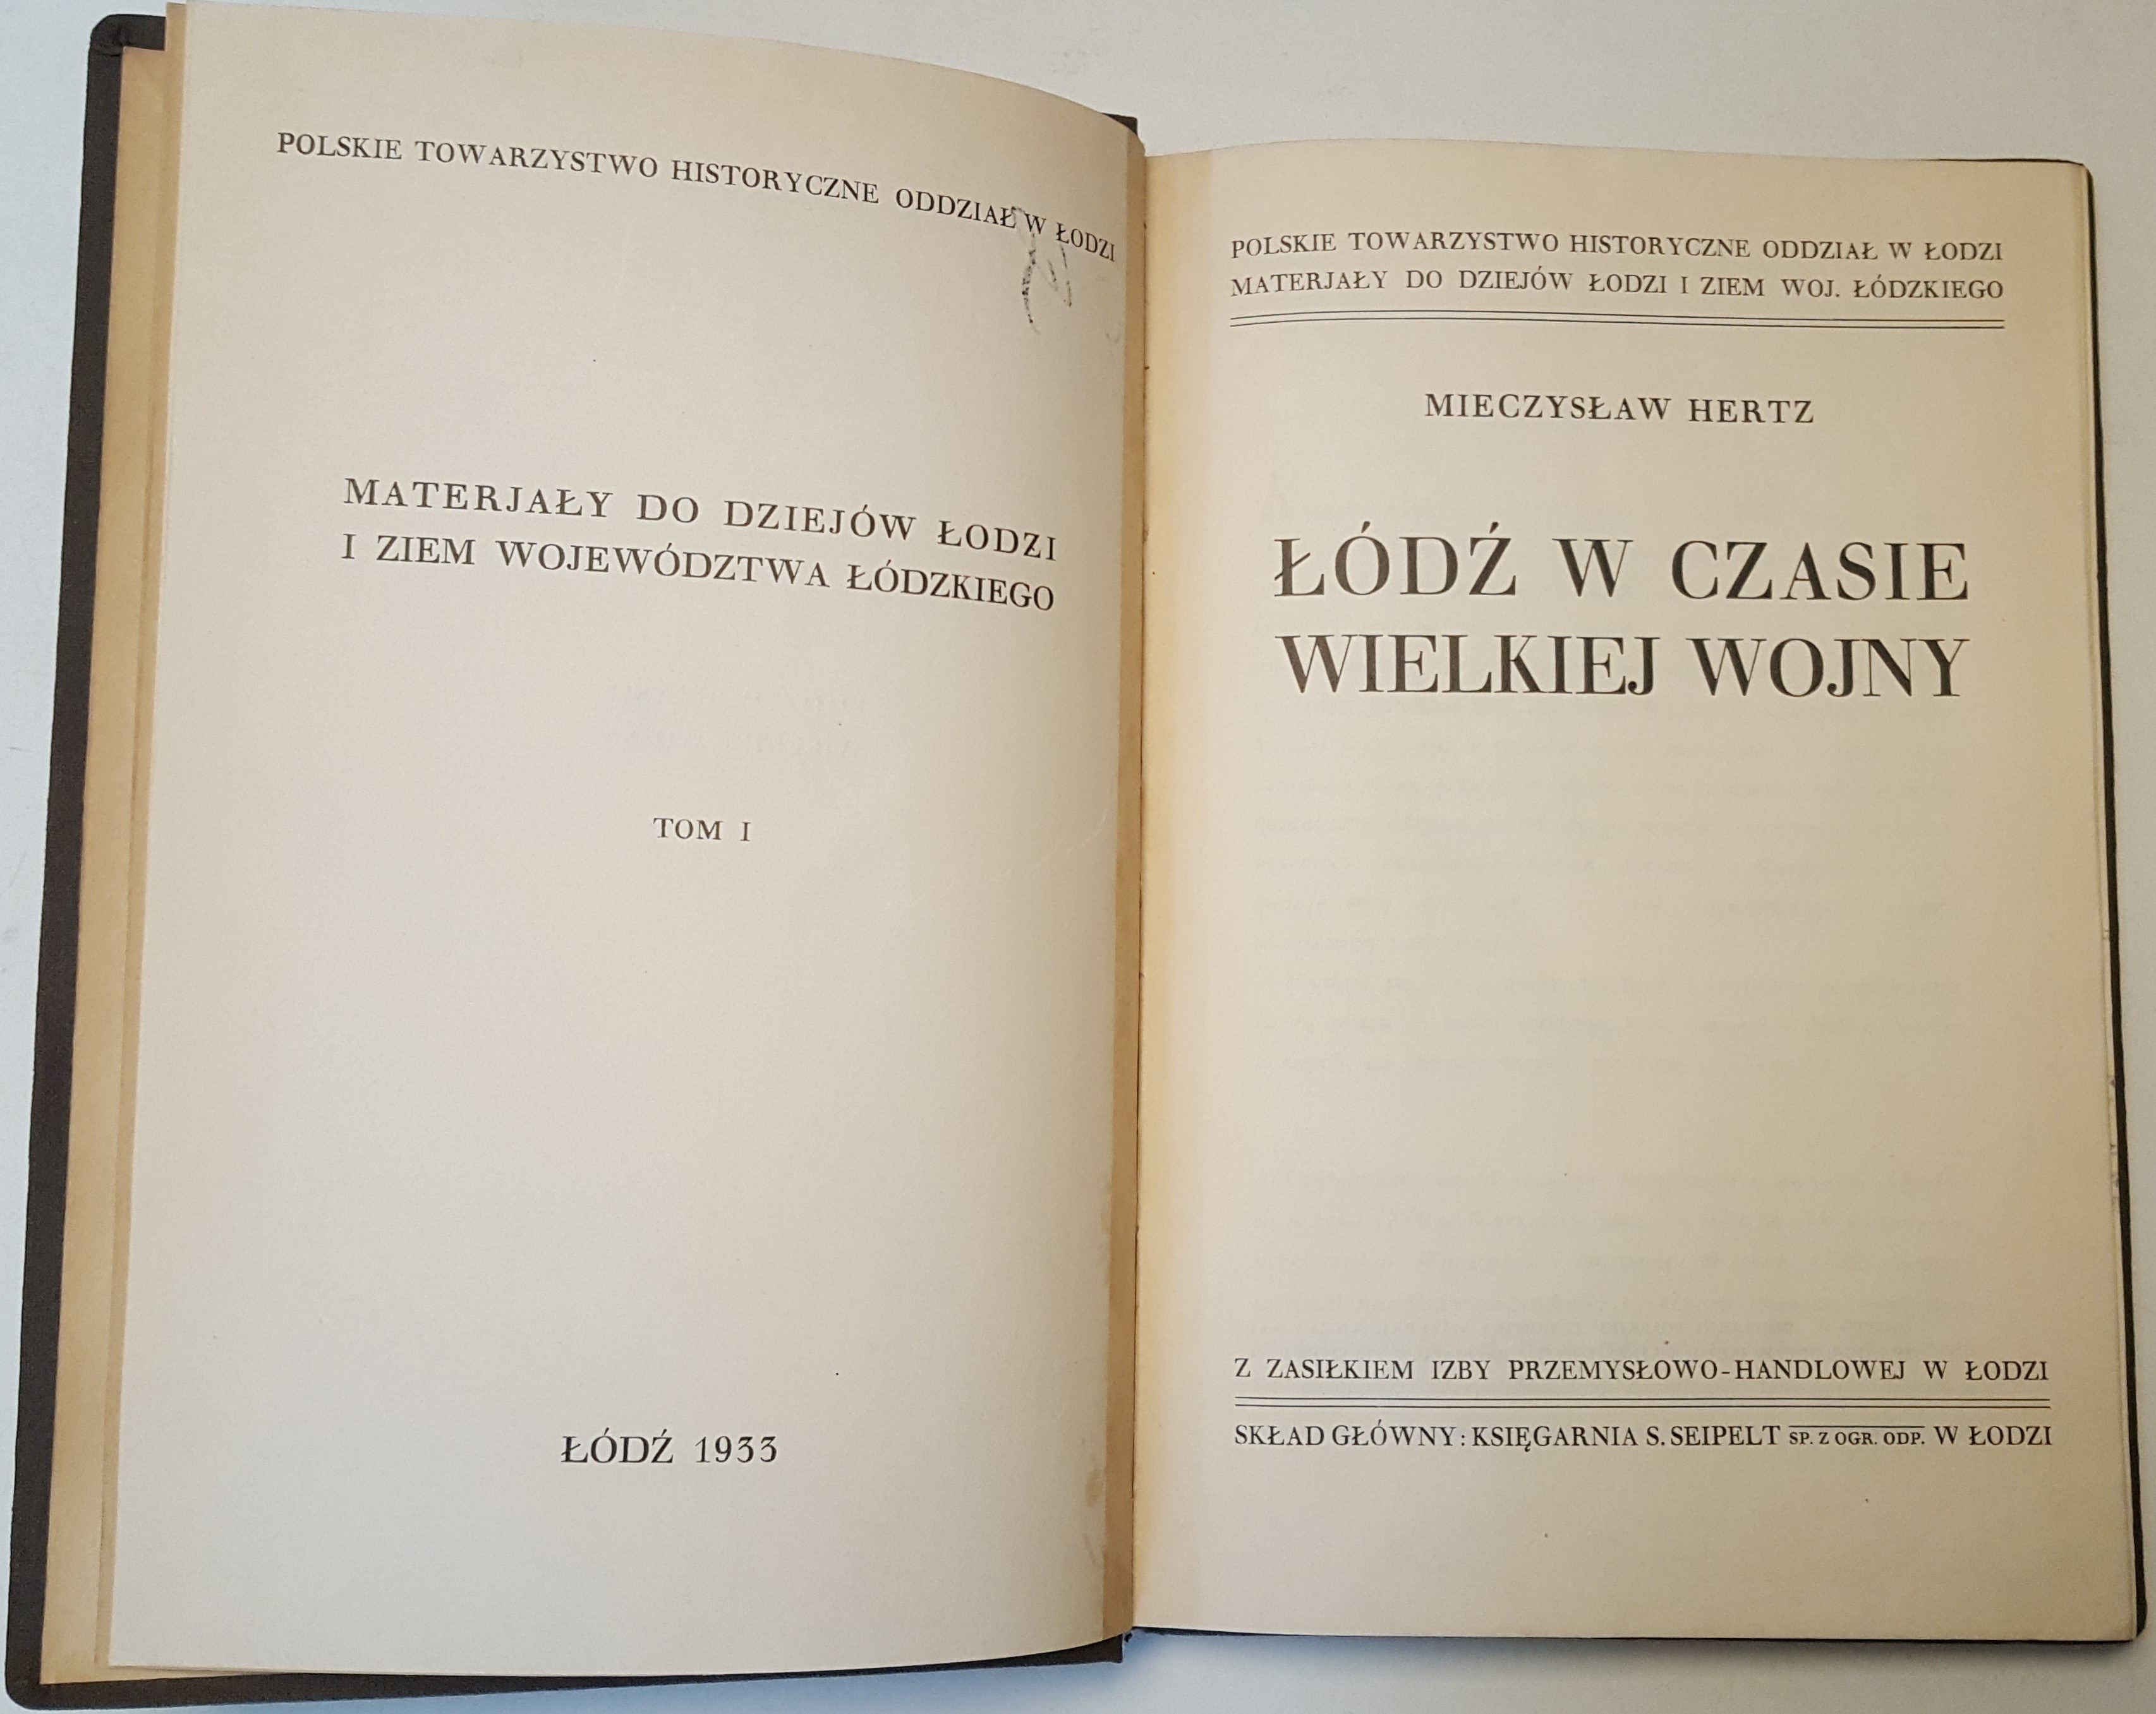 POLSKIE TOWARZYSTWO HISTORYCZNE ODDZIAŁ W ŁODZI
MATERJAŁY DO DZIEJÓW ŁODZI
I ZIEM WOJEWÓDZTWA ŁÓDZKIEGO
TOM I
ŁÓDŹ 1933
POLSKIE TOWARZYSTWO HISTORYCZNE ODDZIAŁ W ŁODZI
MATERJAŁY DO DZIEJÓW ŁODZI I ZIEM WOJ. ŁÓDZKIEGO
MIECZYSŁAW HERTZ
ŁÓDŹ W CZASIE
WIELKIEJ WOJNY
Z ZASIŁKIEM IZBY PRZEMYSŁOWO-HANDLOWEJ W ŁODZI
SKŁAD GŁÓWNY: KSIĘGARNIA S. SEIPELT SP. Z OGR. ODP. W ŁODZI